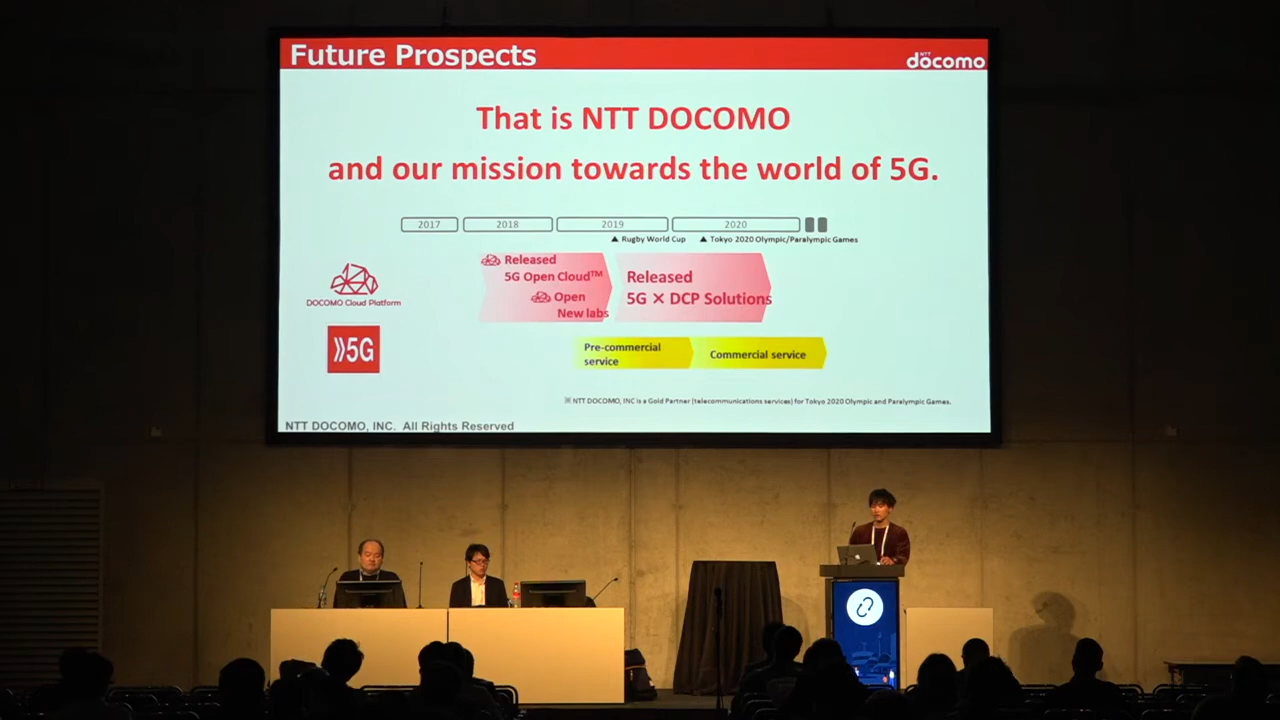 Future Prospects
NTT
docomo
That is NTT DOCOMO
and our mission towards the world of 5G.
2017 2018 2019 2020
▲ Rugby World Cup ▲ Tokyo 2020 Olympic/Paralympic Games
Released
5G Open Cloud™
Open
New labs
Released
5G × DCP Solutions
DOCOMO Cloud Platform
5G
Pre-commercial
service
Commercial service
※ NTT DOCOMO, INC is a Gold Partner (telecommunications services) for Tokyo 2020 Olympic and Paralympic Games.
NTT DOCOMO, INC. All Rights Reserved